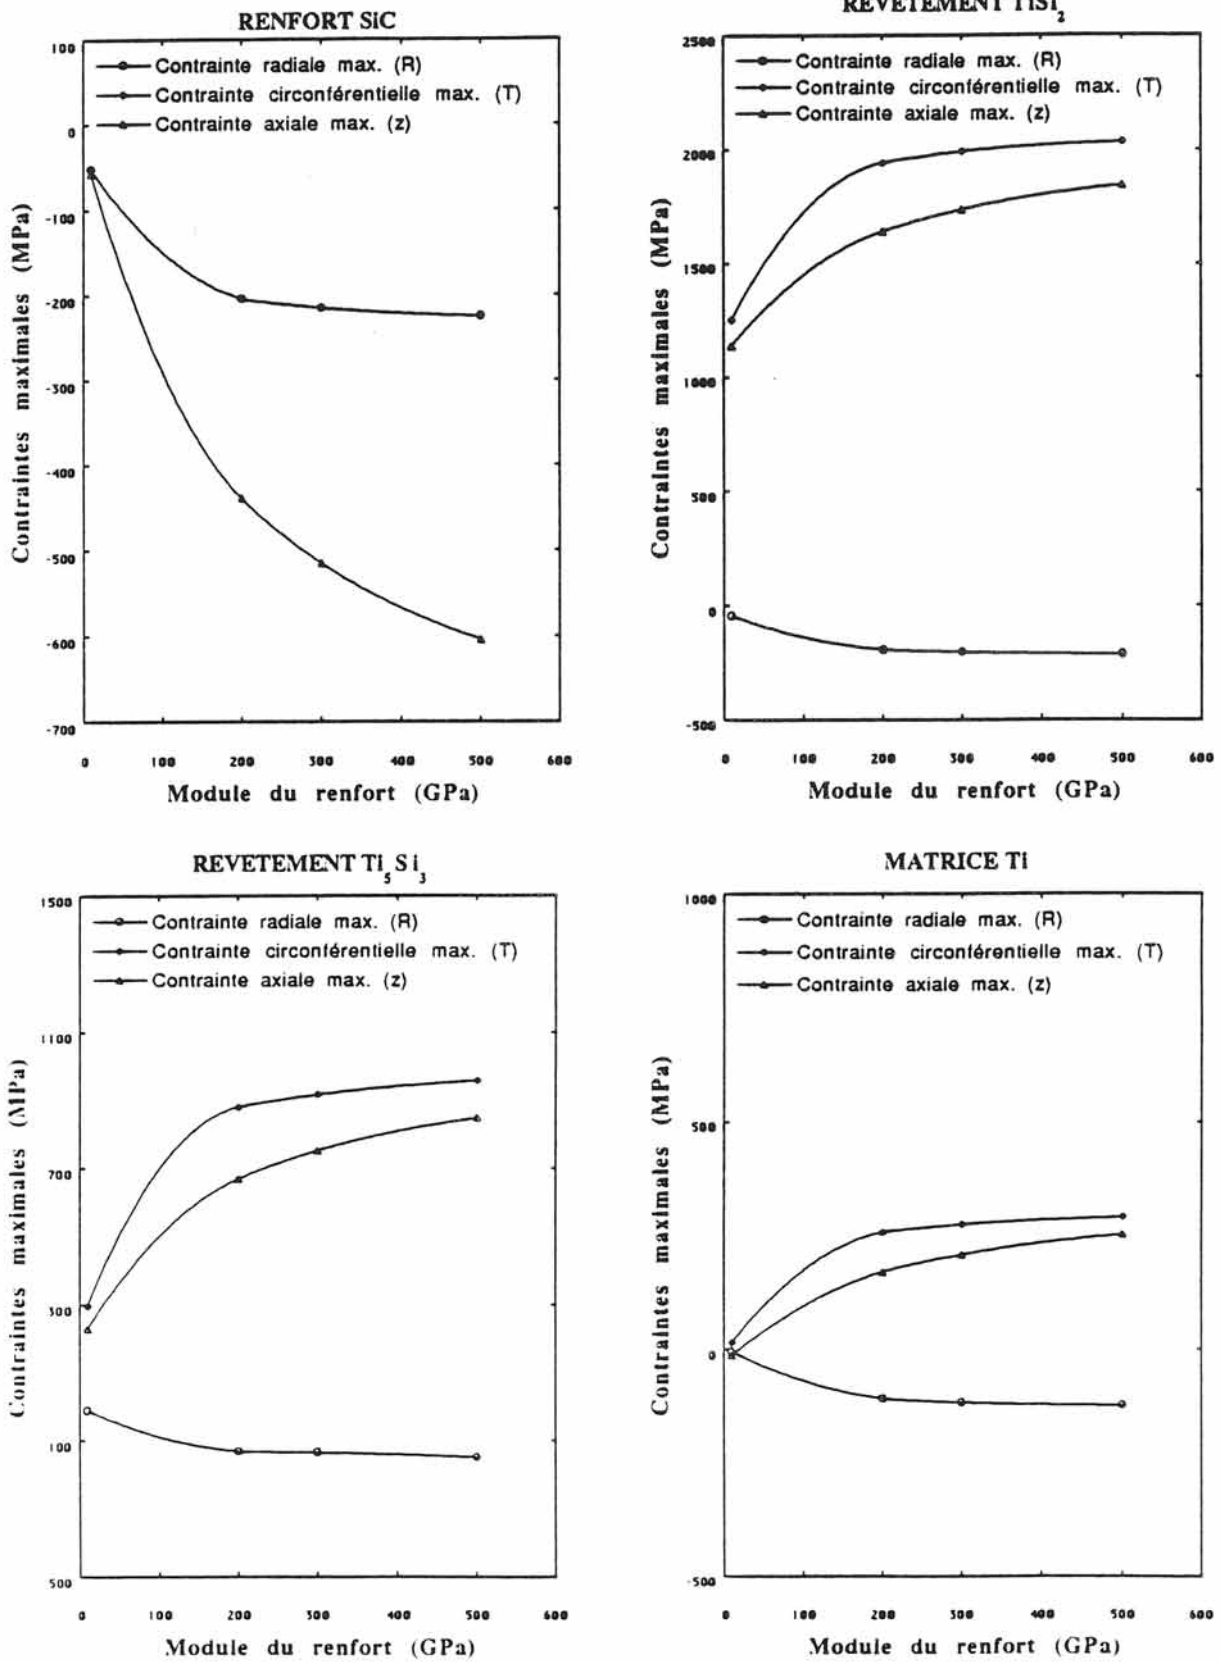 RENFORT SiC
100
0
-100
-200
-300
-400
-500
-600
-700
Contrainte radiale max. (R)
Contrainte circonférentielle max. (T)
Contrainte axiale max. (z)
Contraintes maximales (MPa)
0 100 200 300 400 500 600
Module du renfort (GPa)
REVETEMENT TiSi2
2500
2000
1500
1000
500
0
-500
Contrainte radiale max. (R)
Contrainte circonférentielle max. (T)
Contrainte axiale max. (z)
Contraintes maximales (MPa)
0 100 200 300 400 500 600
Module du renfort (GPa)
REVETEMENT Ti5Si3
1500
1100
700
300
100
500
Contrainte radiale max. (R)
Contrainte circonférentielle max. (T)
Contrainte axiale max. (z)
Contraintes maximales (MPa)
0 100 200 300 400 500 600
Module du renfort (GPa)
MATRICE Ti
1000
500
0
-500
Contrainte radiale max. (R)
Contrainte circonférentielle max. (T)
Contrainte axiale max. (z)
Contraintes maximales (MPa)
0 100 200 300 400 500 600
Module du renfort (GPa)